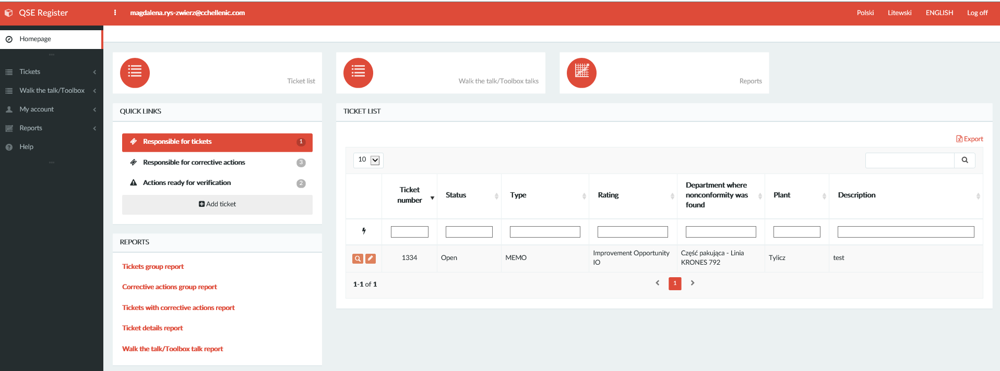 QSE Register
magdalena.rys-zwierz@cchellenic.com
Polski
Litewski
ENGLISH
Log off
Homepage
Tickets
Walk the talk/Toolbox
My account
Reports
Help
Ticket list
Walk the talk/Toolbox talks
Reports
QUICK LINKS
Responsible for tickets 1
Responsible for corrective actions 3
Actions ready for verification 2
Add ticket
REPORTS
Tickets group report
Corrective actions group report
Tickets with corrective actions report
Ticket details report
Walk the talk/Toolbox talk report
TICKET LIST
Export
10
Ticket
number
Status
Type
Rating
Department where
nonconformity was
found
Plant
Description
1334
Open
MEMO
Improvement Opportunity
IO
Część pakująca - Linia
KRONES 792
Tylicz
test
1-1 of 1
1